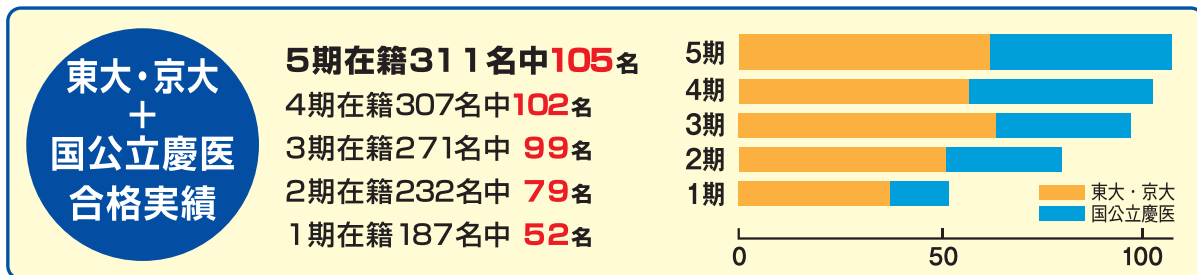 東大・京大
＋
国公立慶医
合格実績
5期在籍311名中105名
4期在籍307名中102名
3期在籍271名中 99名
2期在籍232名中 79名
1期在籍187名中 52名
5期
4期
3期
2期
1期
東大・京大
国公立慶医
0 50 100